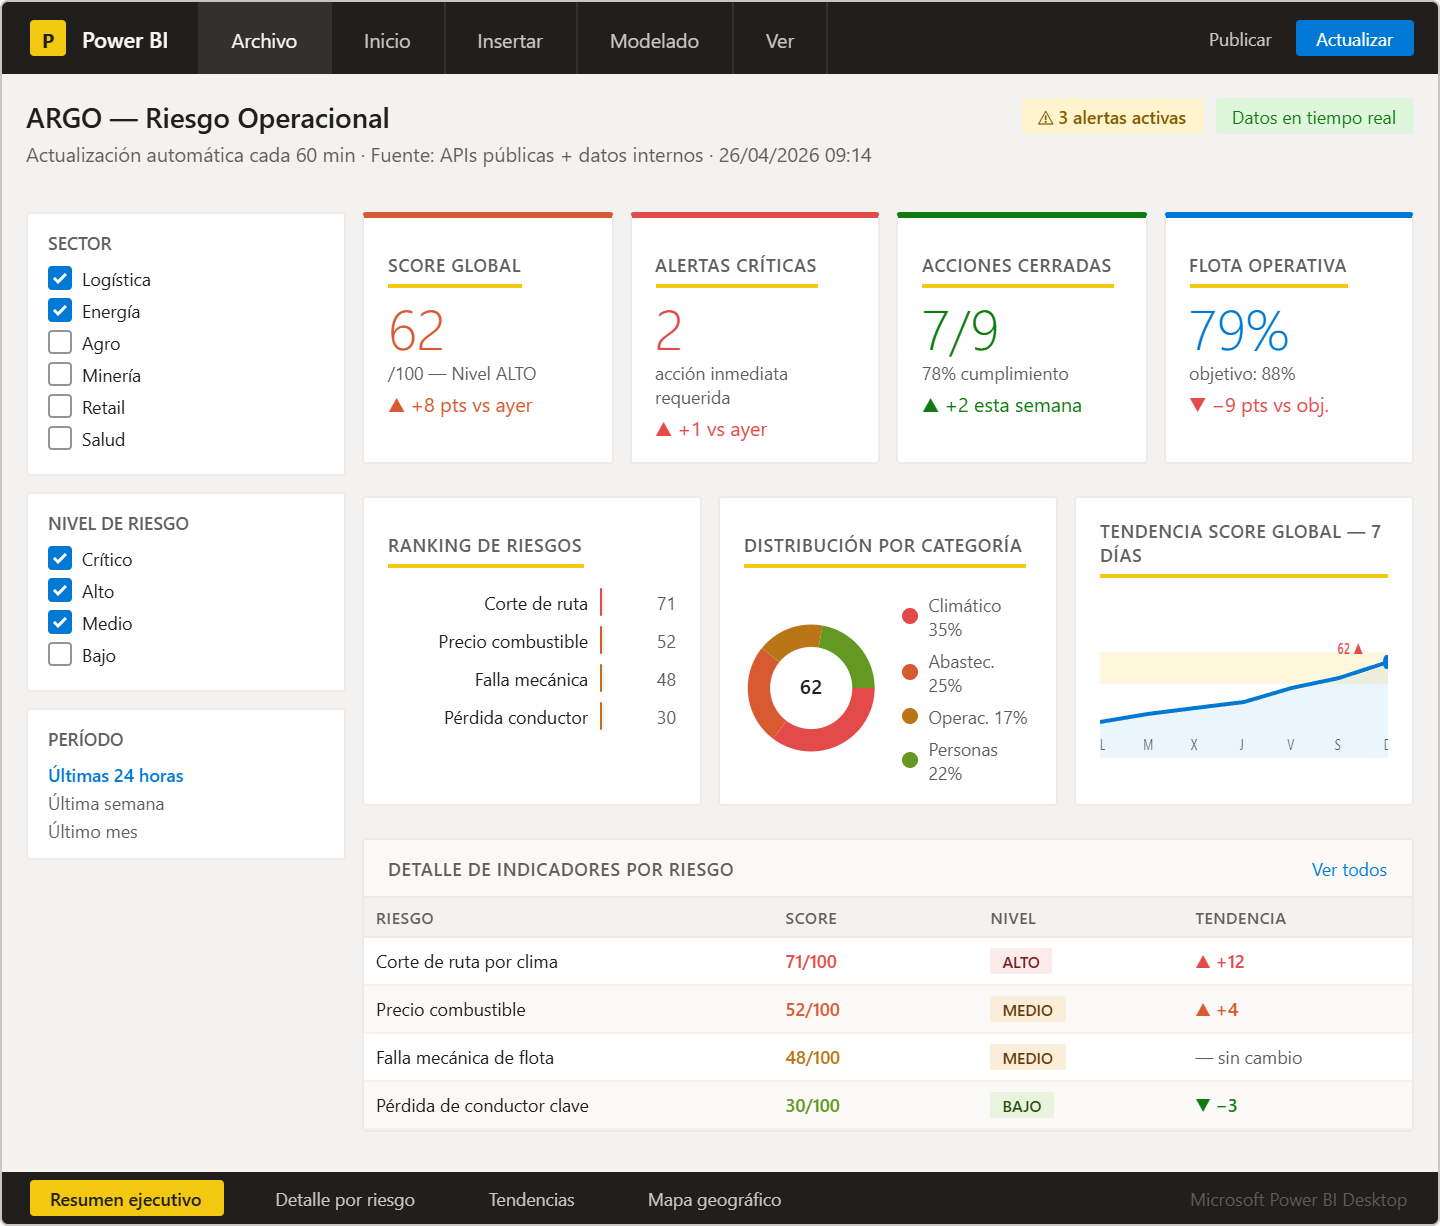 P Power BI Archivo Inicio Insertar Modelado Ver Publicar Actualizar
ARGO — Riesgo Operacional
⚠ 3 alertas activas Datos en tiempo real
Actualización automática cada 60 min · Fuente: APIs públicas + datos internos · 26/04/2026 09:14
SECTOR
Logística
Energía
Agro
Minería
Retail
Salud
NIVEL DE RIESGO
Crítico
Alto
Medio
Bajo
PERÍODO
Últimas 24 horas
Última semana
Último mes
SCORE GLOBAL
62
/100 — Nivel ALTO
▲ +8 pts vs ayer
ALERTAS CRÍTICAS
2
acción inmediata
requerida
▲ +1 vs ayer
ACCIONES CERRADAS
7/9
78% cumplimiento
▲ +2 esta semana
FLOTA OPERATIVA
79%
objetivo: 88%
▼ −9 pts vs obj.
RANKING DE RIESGOS
Corte de ruta 71
Precio combustible 52
Falla mecánica 48
Pérdida conductor 30
DISTRIBUCIÓN POR CATEGORÍA
62
Climático
35%
Abastec.
25%
Operac. 17%
Personas
22%
TENDENCIA SCORE GLOBAL — 7
DÍAS
62 ▲
L M X J V S D
DETALLE DE INDICADORES POR RIESGO Ver todos
RIESGO SCORE NIVEL TENDENCIA
Corte de ruta por clima 71/100 ALTO ▲ +12
Precio combustible 52/100 MEDIO ▲ +4
Falla mecánica de flota 48/100 MEDIO — sin cambio
Pérdida de conductor clave 30/100 BAJO ▼ −3
Resumen ejecutivo Detalle por riesgo Tendencias Mapa geográfico Microsoft Power BI Desktop